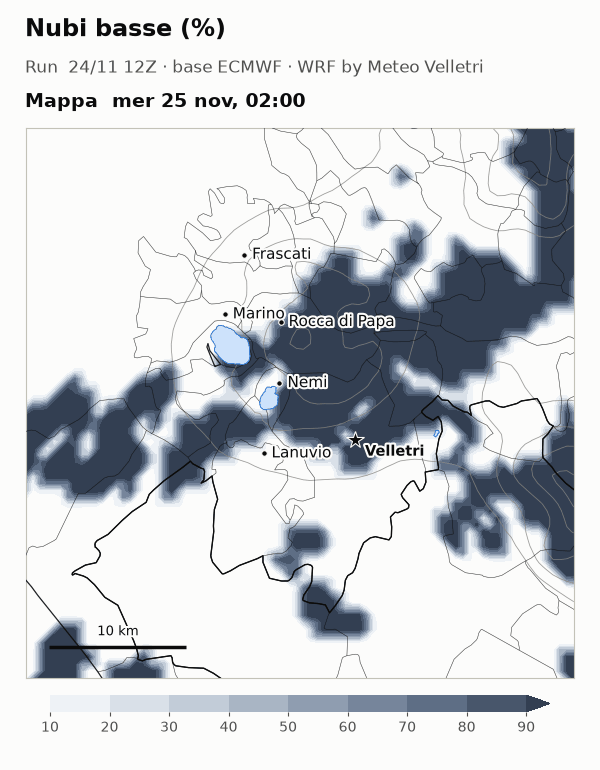 Nubi basse (%)
Run  24/11 12Z · base ECMWF · WRF by Meteo Velletri
Mappa  mer 25 nov, 02:00
Frascati
Marino
Rocca di Papa
Nemi
Velletri
Lanuvio
10 km
10 20 30 40 50 60 70 80 90